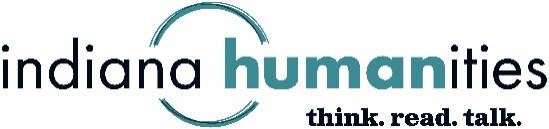 indiana humanities
think. read. talk.